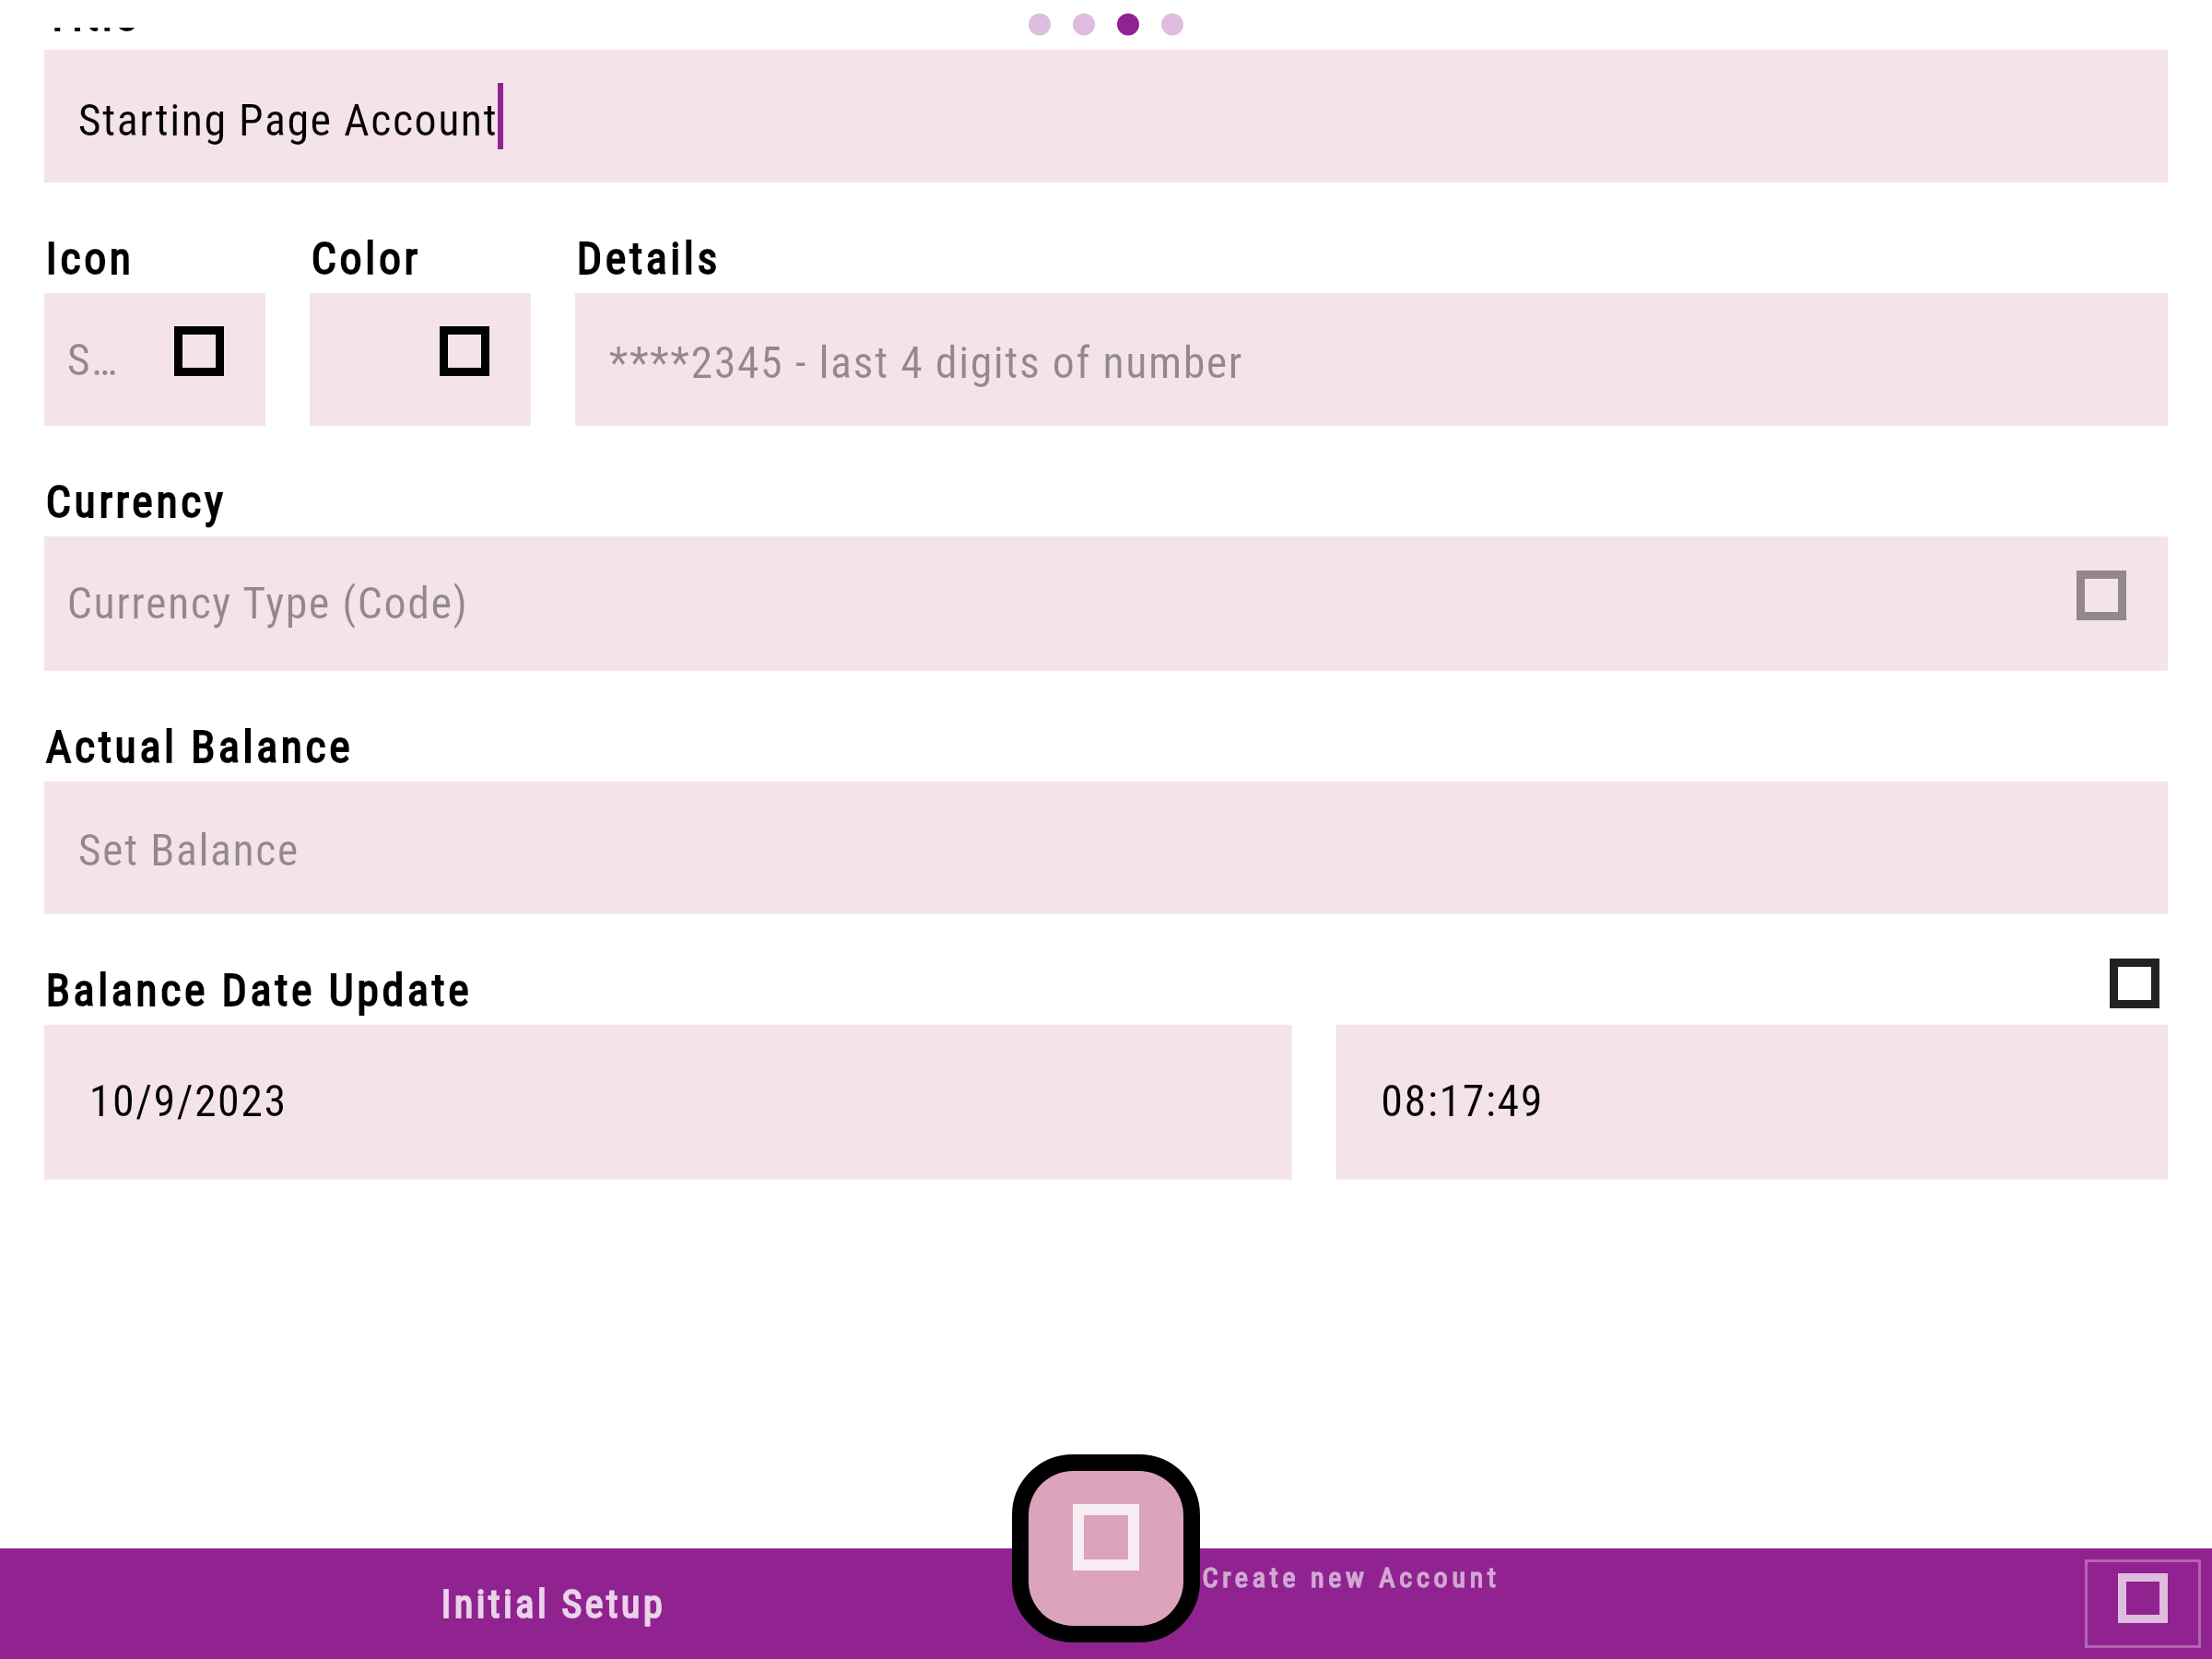 Starting Page Account
Icon Color Details
S… ****2345 - last 4 digits of number
Currency
Currency Type (Code)
Actual Balance
Set Balance
Balance Date Update
10/9/2023 08:17:49
Initial Setup Create new Account